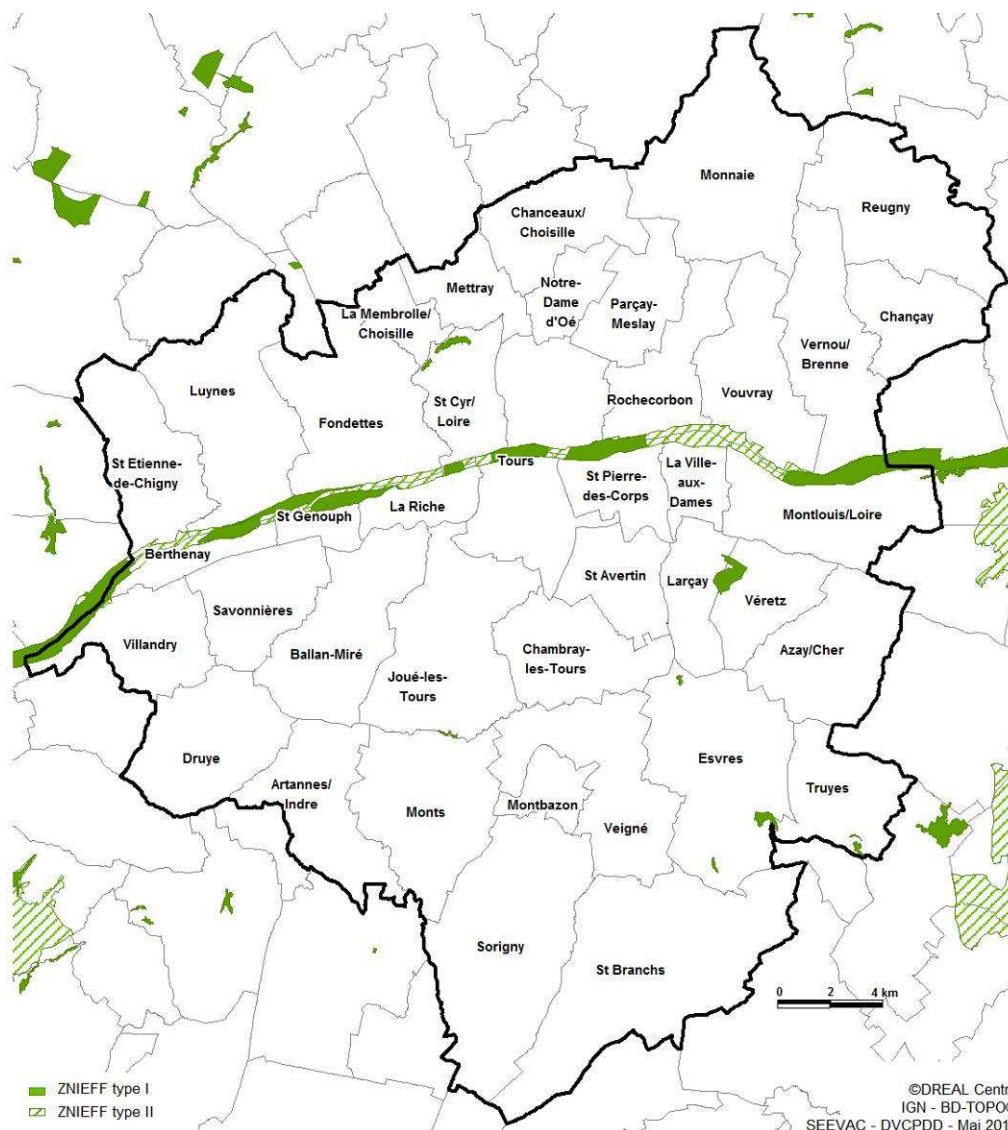 Monnaie
Reugny
Chanceaux/
Choisille
Mettray
Notre-
Dame
d'Oé
Parçay-
Meslay
La Membrolle/
Choisille
Chançay
Vernou/
Brenne
Luynes
Fondettes
St Cyr/
Loire
Rochecorbon
Vouvray
St Etienne-
de-Chigny
Tours
St Pierre-
des-Corps
La Ville-
aux-
Dames
St Genouph
La Riche
Montlouis/Loire
Berthenay
St Avertin
Larçay
Véretz
Savonnières
Villandry
Ballan-Miré
Joué-les-
Tours
Chambray-
les-Tours
Azay/Cher
Druye
Artannes/
Indre
Monts
Montbazon
Veigné
Esvres
Truyes
Sorigny
St Branchs
0 2 4 km
ZNIEFF type I
ZNIEFF type II
©DREAL Centr
IGN - BD-TOPO
SEEVAC - DVCPDD - Mai 201